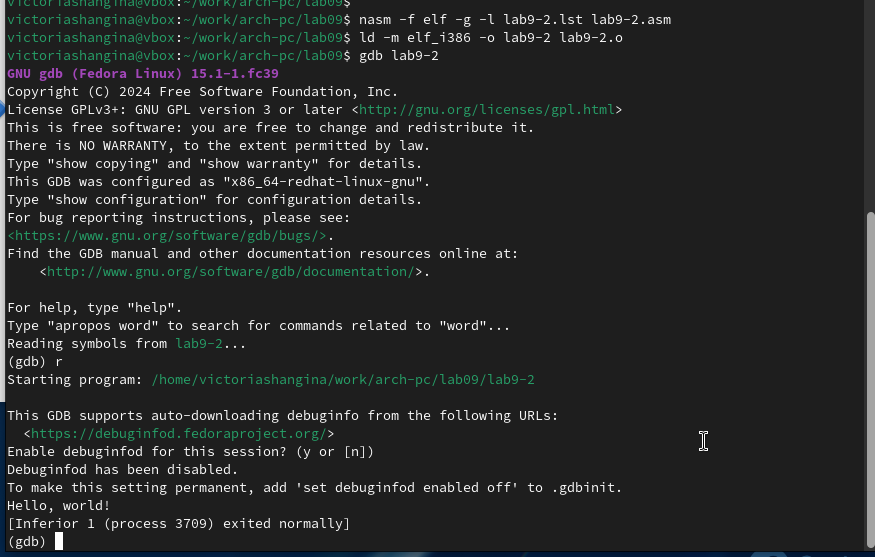 victoriashangina@vbox:~/work/arch-pc/lab09$
victoriashangina@vbox:~/work/arch-pc/lab09$ nasm -f elf -g -l lab9-2.lst lab9-2.asm
victoriashangina@vbox:~/work/arch-pc/lab09$ ld -m elf_i386 -o lab9-2 lab9-2.o
victoriashangina@vbox:~/work/arch-pc/lab09$ gdb lab9-2
GNU gdb (Fedora Linux) 15.1-1.fc39
Copyright (C) 2024 Free Software Foundation, Inc.
License GPLv3+: GNU GPL version 3 or later <http://gnu.org/licenses/gpl.html>
This is free software: you are free to change and redistribute it.
There is NO WARRANTY, to the extent permitted by law.
Type "show copying" and "show warranty" for details.
This GDB was configured as "x86_64-redhat-linux-gnu".
Type "show configuration" for configuration details.
For bug reporting instructions, please see:
<https://www.gnu.org/software/gdb/bugs/>.
Find the GDB manual and other documentation resources online at:
    <http://www.gnu.org/software/gdb/documentation/>.

For help, type "help".
Type "apropos word" to search for commands related to "word"...
Reading symbols from lab9-2...
(gdb) r
Starting program: /home/victoriashangina/work/arch-pc/lab09/lab9-2

This GDB supports auto-downloading debuginfo from the following URLs:
  <https://debuginfod.fedoraproject.org/>
Enable debuginfod for this session? (y or [n])
Debuginfod has been disabled.
To make this setting permanent, add 'set debuginfod enabled off' to .gdbinit.
Hello, world!
[Inferior 1 (process 3709) exited normally]
(gdb)